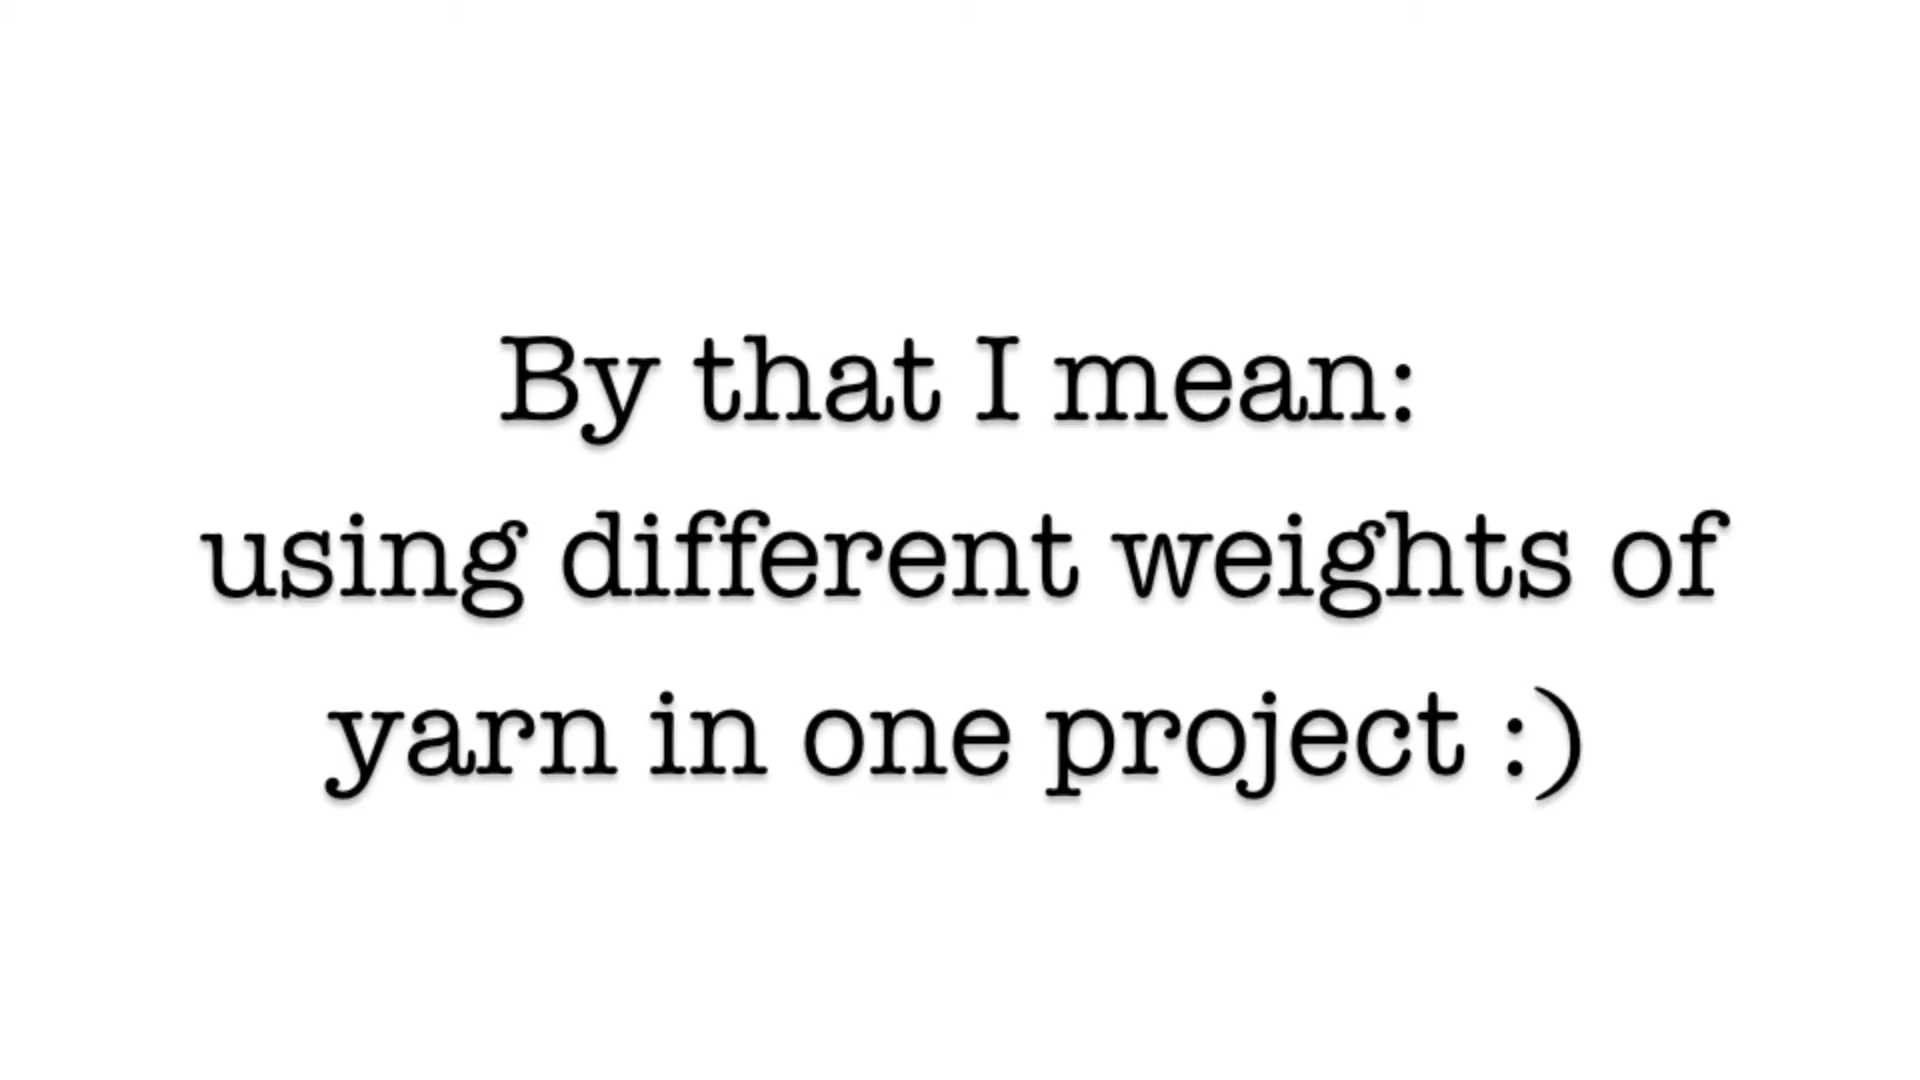 By that I mean:
using different weights of
yarn in one project :)